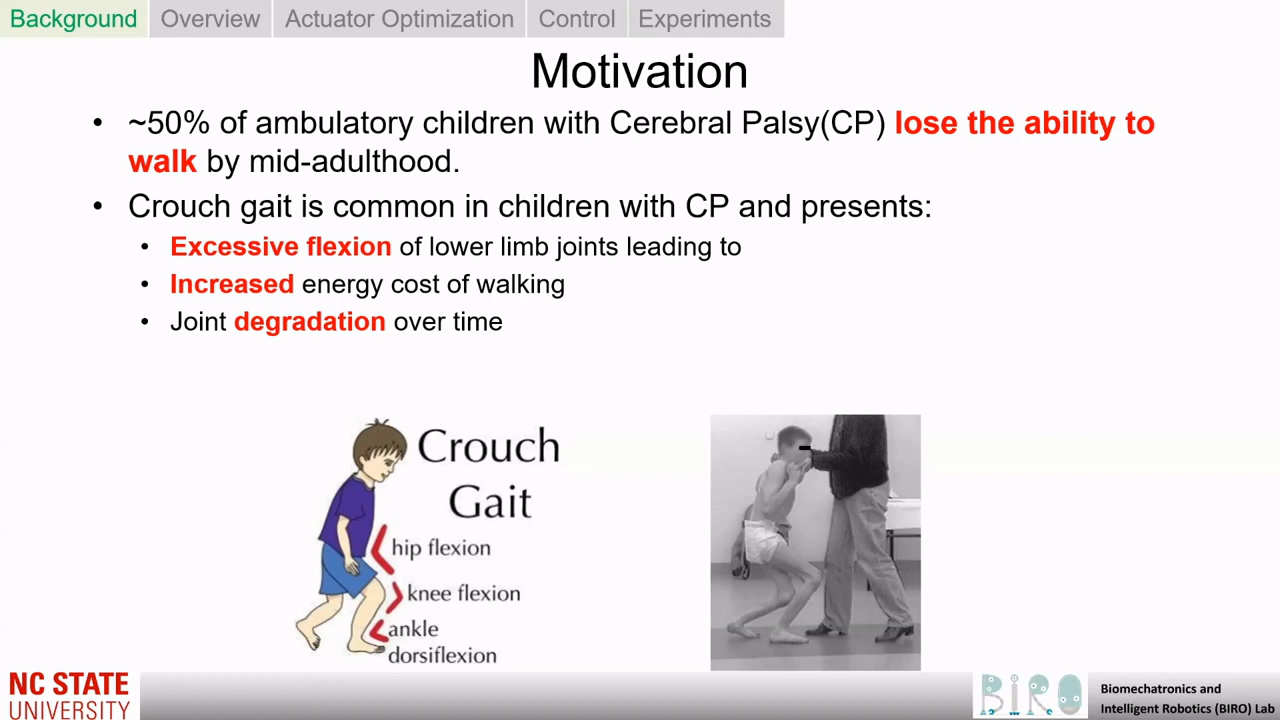 Background Overview Actuator Optimization Control Experiments
Motivation
• ~50% of ambulatory children with Cerebral Palsy(CP) lose the ability to
walk by mid-adulthood.
• Crouch gait is common in children with CP and presents:
• Excessive flexion of lower limb joints leading to
• Increased energy cost of walking
• Joint degradation over time
Crouch
Gait
hip flexion
knee flexion
ankle
dorsiflexion
NC STATE
UNIVERSITY
BIRO
Biomechatronics and
Intelligent Robotics (BIRO) Lab